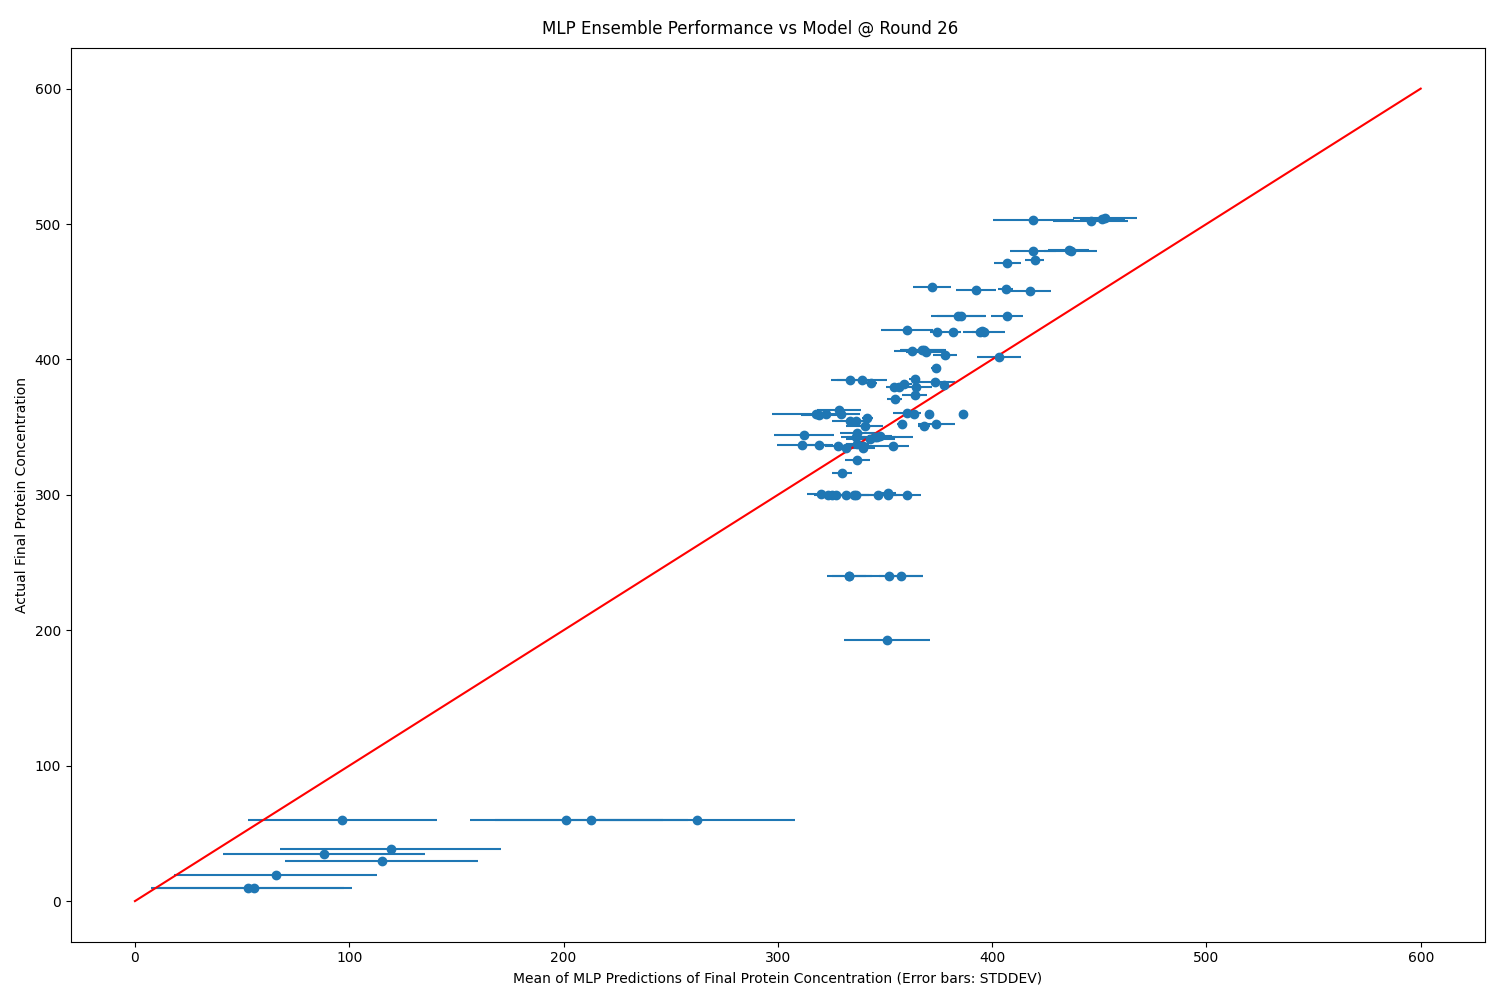 MLP Ensemble Performance vs Model @ Round 26
600
500
400
300
200
100
0
Actual Final Protein Concentration
0 100 200 300 400 500 600
Mean of MLP Predictions of Final Protein Concentration (Error bars: STDDEV)